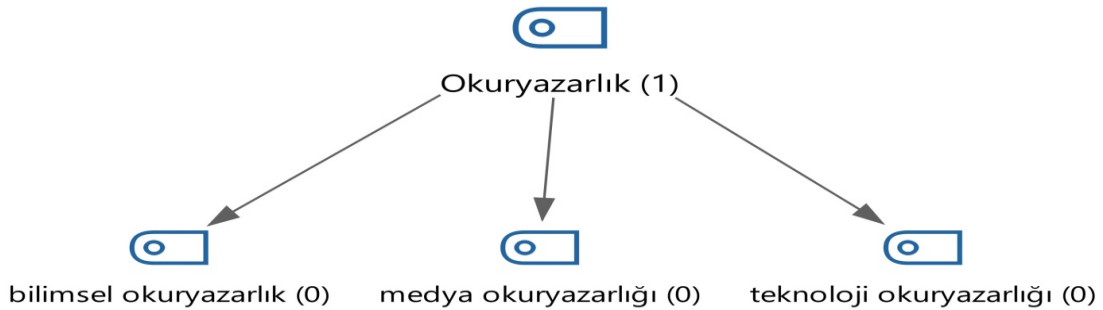 Okuryazarlık (1)
bilimsel okuryazarlık (0)
medya okuryazarlığı (0)
teknoloji okuryazarlığı (0)